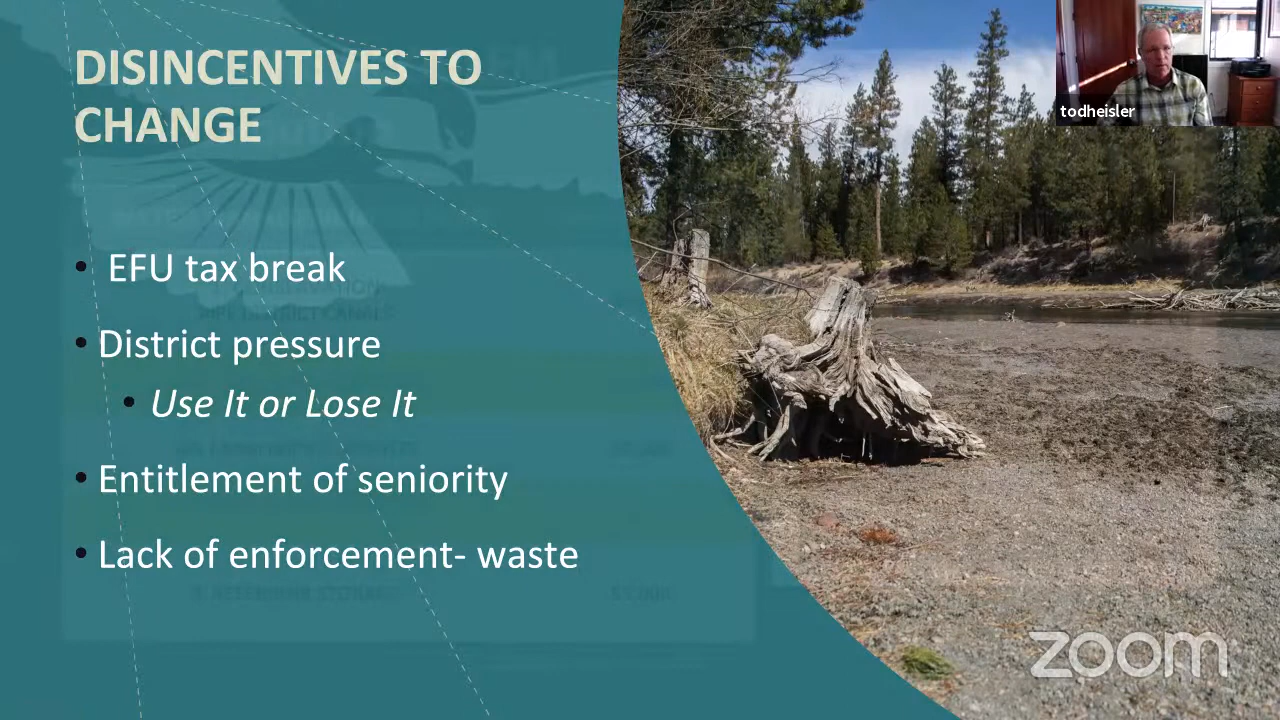 DISINCENTIVES TO
CHANGE
todheisler
• EFU tax break
• District pressure
• Use It or Lose It
• Entitlement of seniority
• Lack of enforcement- waste
zoom